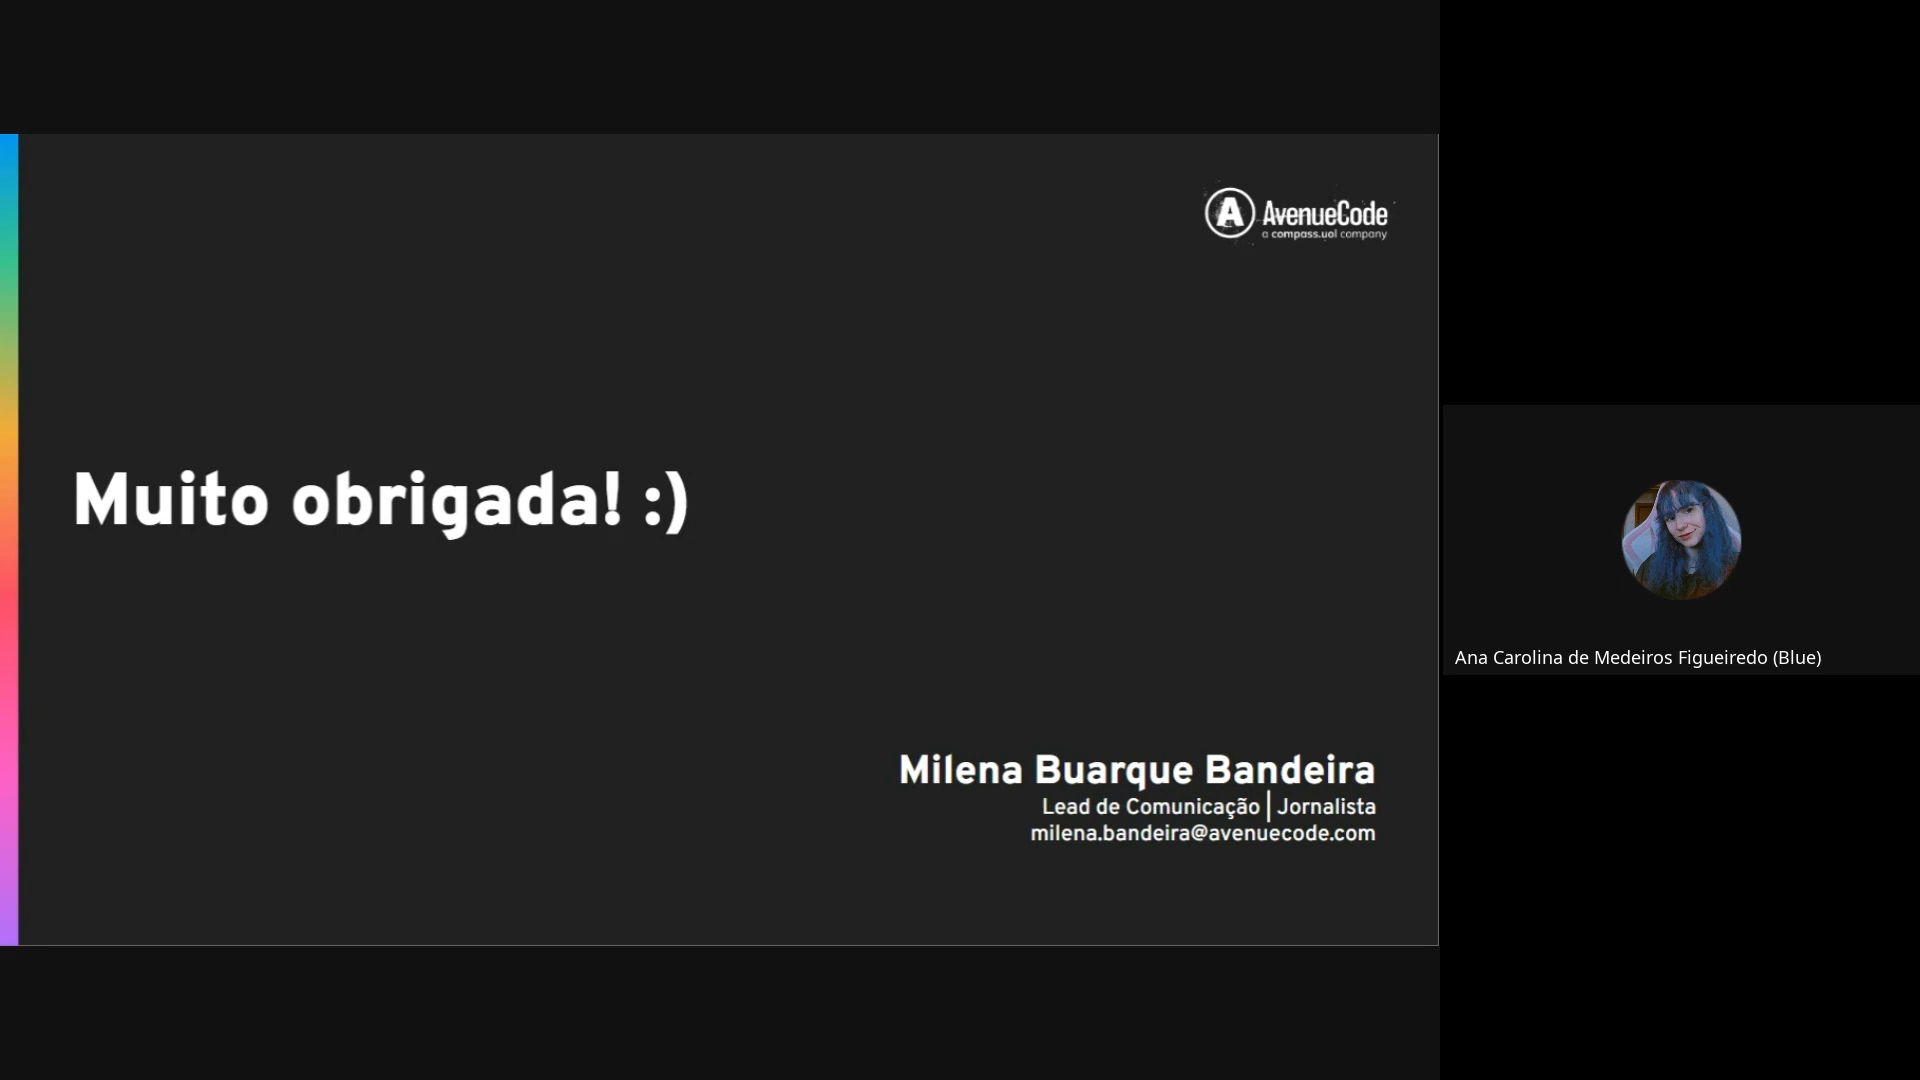 AvenueCode
a compass.uol company
Muito obrigada! :)
Milena Buarque Bandeira
Lead de Comunicação | Jornalista
milena.bandeira@avenuecode.com
Ana Carolina de Medeiros Figueiredo (Blue)